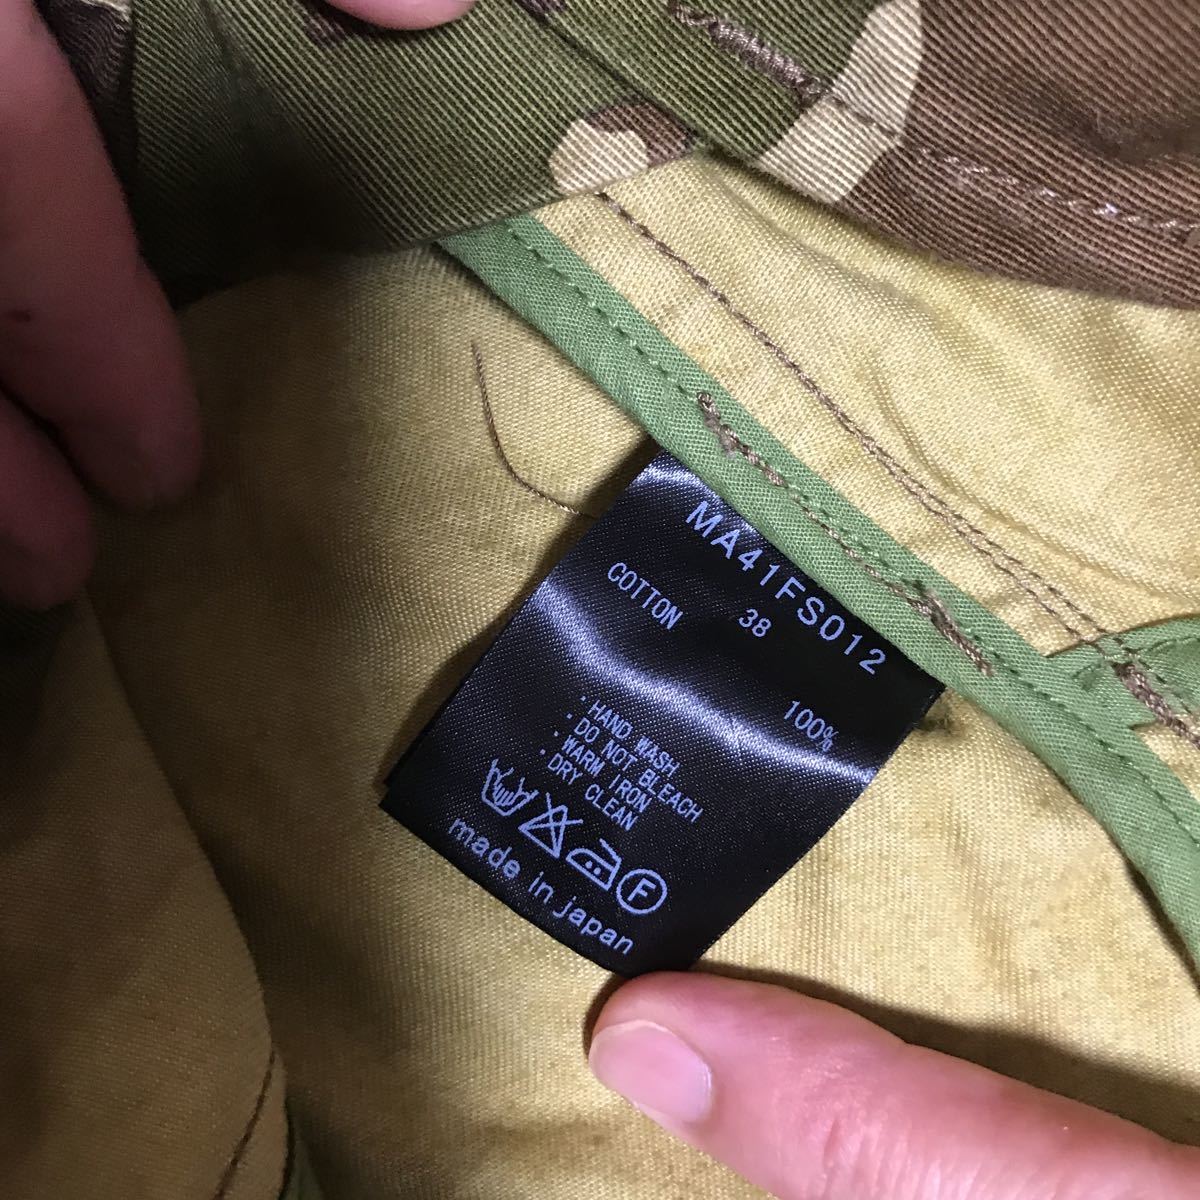 MA41FS012
38
COTTON 100%
・HAND WASH
・DO NOT BLEACH
・WARM IRON
DRY CLEAN
F
made in japan